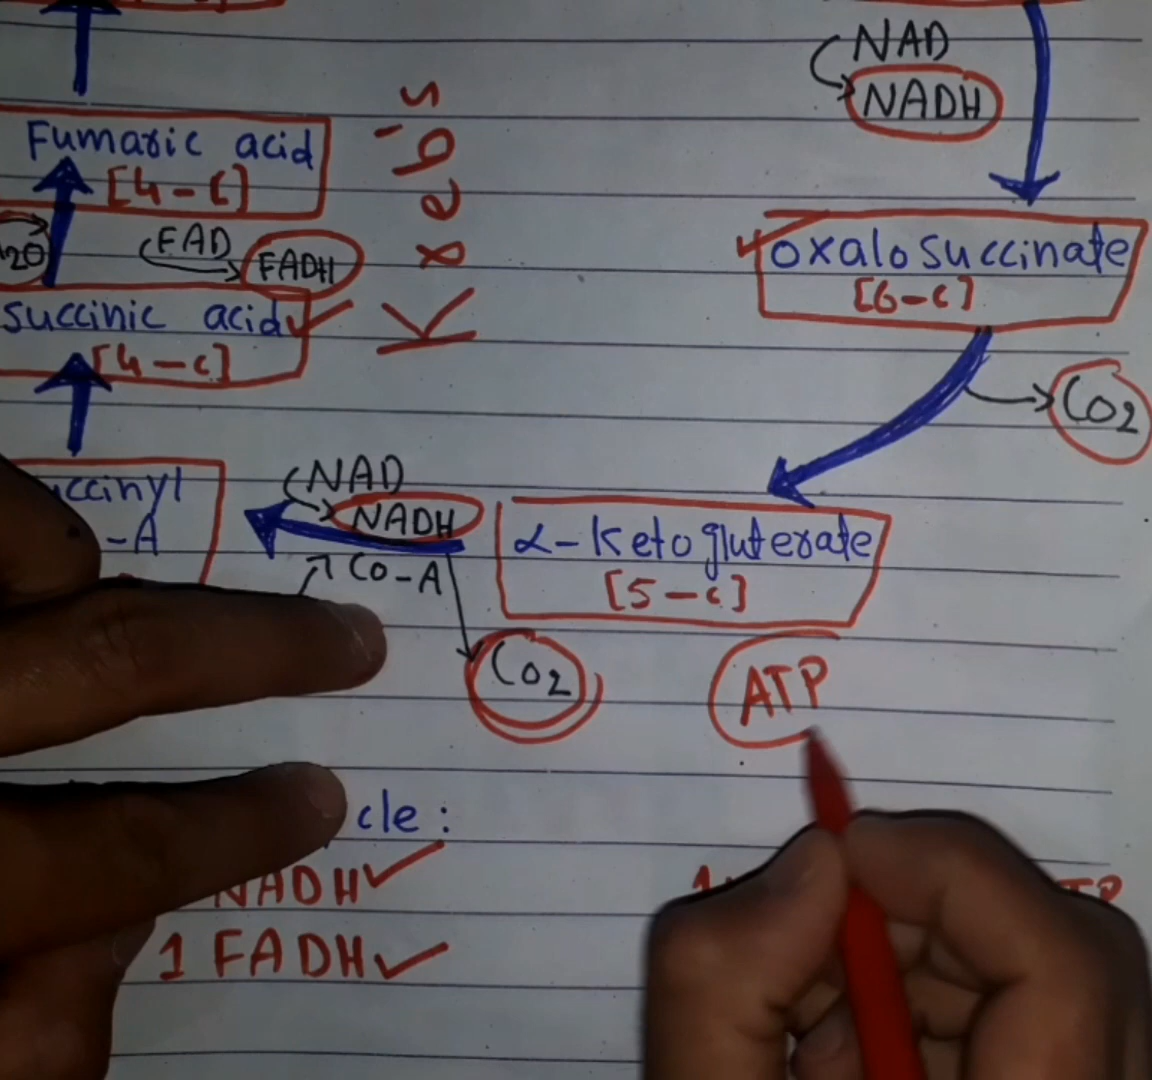 NAD
NADH
Fumaric acid
[4-C]
Kreb's
FAD
FADH
oxalosuccinate
[6-C]
succinic acid
[4-C]
CO2
NAD
NADH
CO-A
-A
α-Ketogluterate
[5-C]
CO2
ATP
cle:
NADH
1 FADH